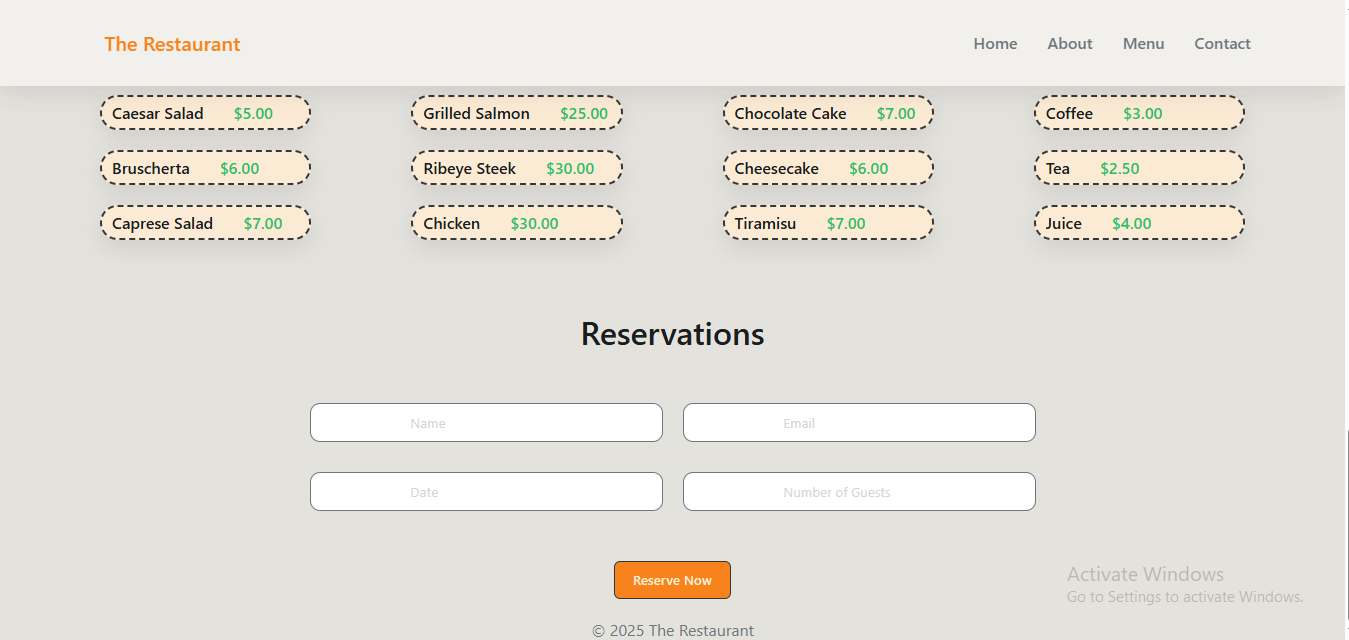 The Restaurant
Home About Menu Contact
Caesar Salad $5.00
Grilled Salmon $25.00
Chocolate Cake $7.00
Coffee $3.00
Bruscherta $6.00
Ribeye Steek $30.00
Cheesecake $6.00
Tea $2.50
Caprese Salad $7.00
Chicken $30.00
Tiramisu $7.00
Juice $4.00
Reservations
Name
Email
Date
Number of Guests
Reserve Now
Activate Windows
Go to Settings to activate Windows.
© 2025 The Restaurant